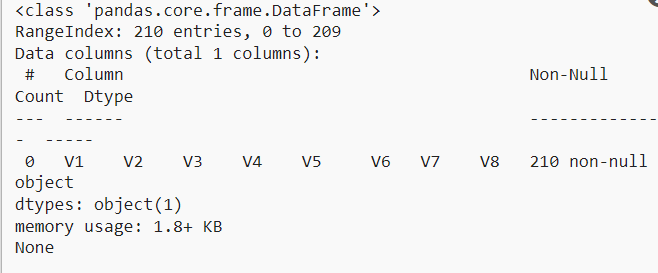 <class 'pandas.core.frame.DataFrame'>
RangeIndex: 210 entries, 0 to 209
Data columns (total 1 columns):
 #   Column                                             Non-Null
Count  Dtype
---  ------                                             -------------
-  -----
 0   V1    V2    V3    V4    V5     V6   V7    V8   210 non-null
object
dtypes: object(1)
memory usage: 1.8+ KB
None